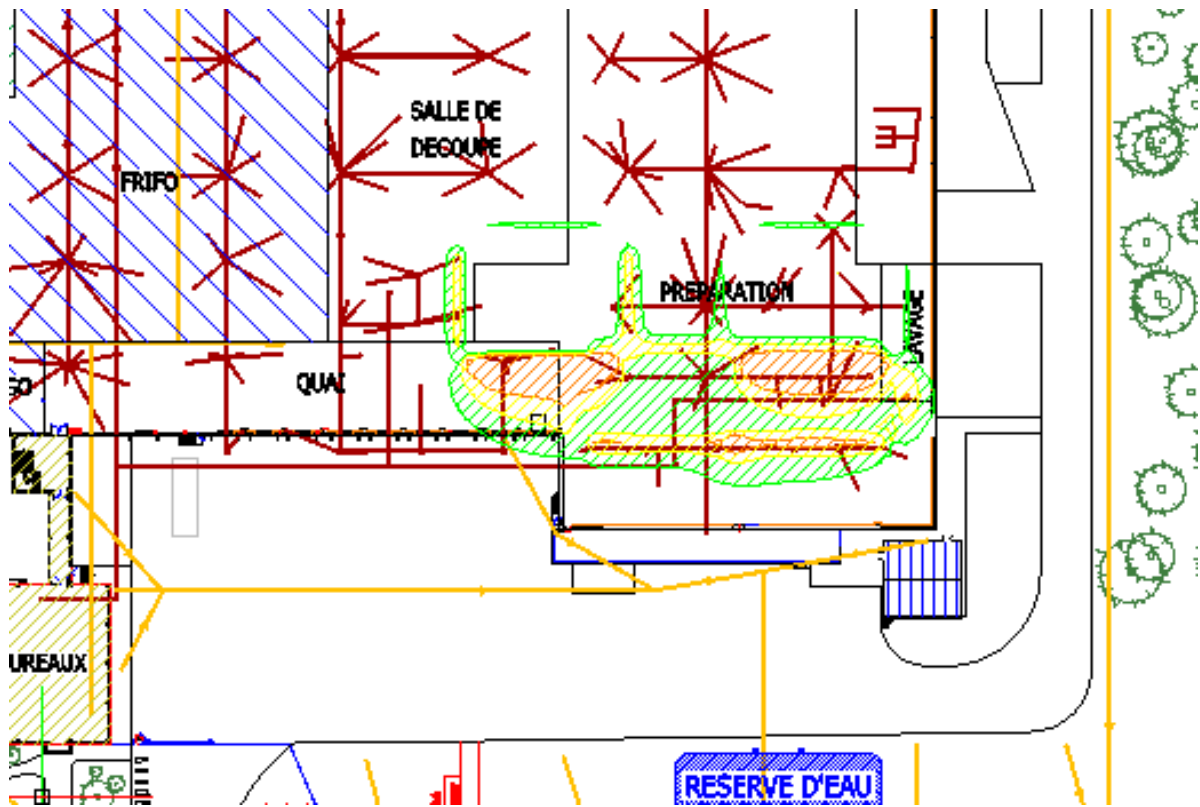 SALLE DE
DECOUPE
FRIFO
PREPARATION
LAVAGE
QUAI
UREAUX
RESERVE D'EAU